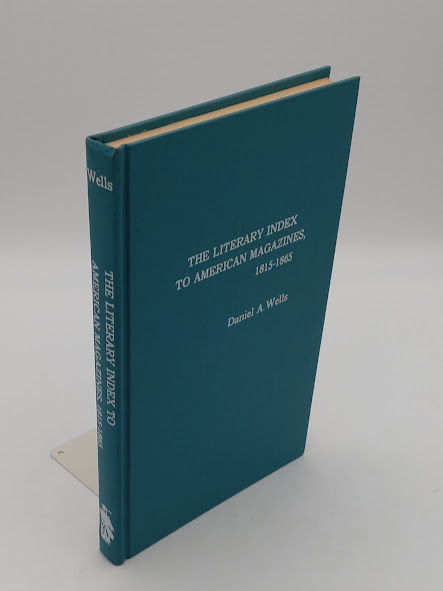 THE LITERARY INDEX
TO AMERICAN MAGAZINES,
1815-1865
Daniel A. Wells
Wells
THE LITERARY INDEX TO
AMERICAN MAGAZINES, 1815-1865